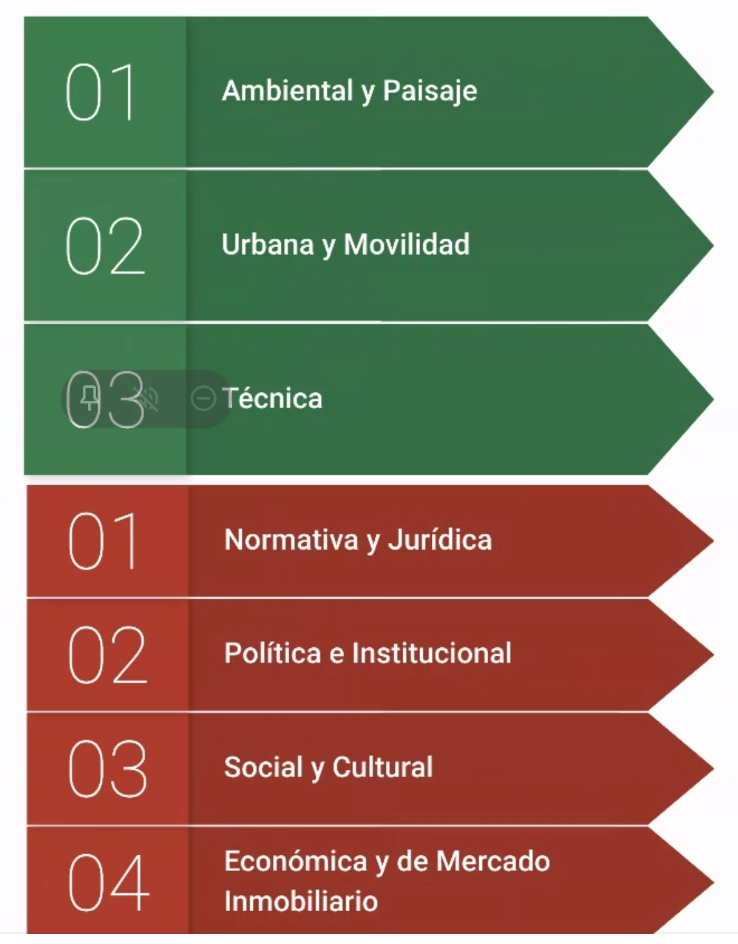 01
Ambiental y Paisaje
02
Urbana y Movilidad
03
Técnica
01
Normativa y Jurídica
02
Política e Institucional
03
Social y Cultural
04
Económica y de Mercado
Inmobiliario